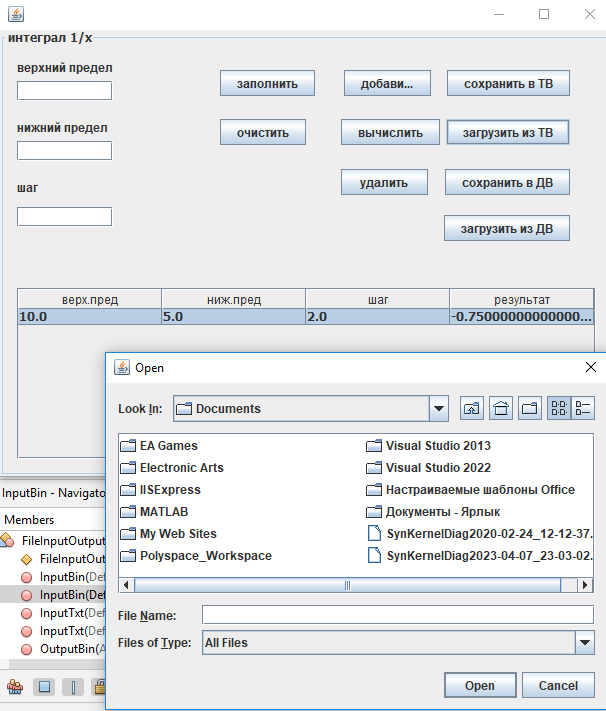 интеграл 1/x
верхний предел
заполнить добави... сохранить в ТВ
нижний предел
очистить вычислить загрузить из ТВ
шаг
удалить сохранить в ДВ
загрузить из ДВ
верх.пред ниж.пред шаг результат
10.0 5.0 2.0 -0.75000000000000...
Open
Look In: Documents
EA Games Visual Studio 2013
Electronic Arts Visual Studio 2022
IISExpress Настраиваемые шаблоны Office
MATLAB Документы - Ярлык
My Web Sites SynKernelDiag2020-02-24_12-12-37.
Polyspace_Workspace SynKernelDiag2023-04-07_23-03-02.
File Name:
Files of Type: All Files
Open Cancel
InputBin - Navigato
Members
FileInputOutput
FileInputOut
InputBin(Def
InputBin(Def
InputTxt(Def
InputTxt(Def
OutputBin(A